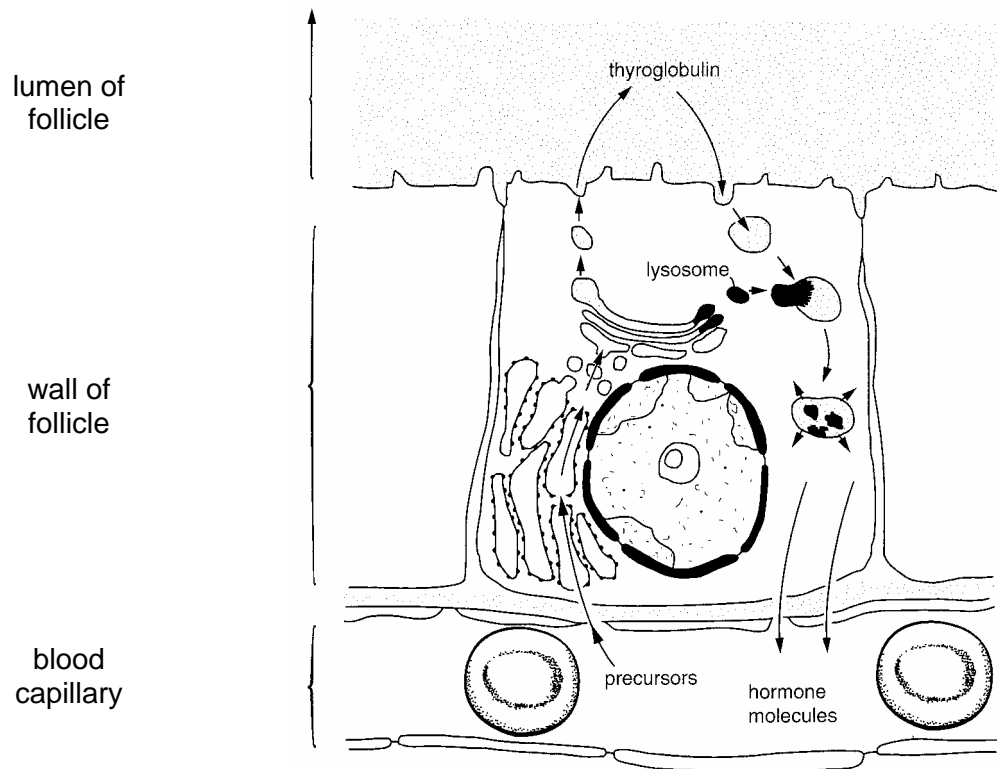 lumen of
follicle
thyroglobulin
lysosome
wall of
follicle
blood
capillary
precursors
hormone
molecules